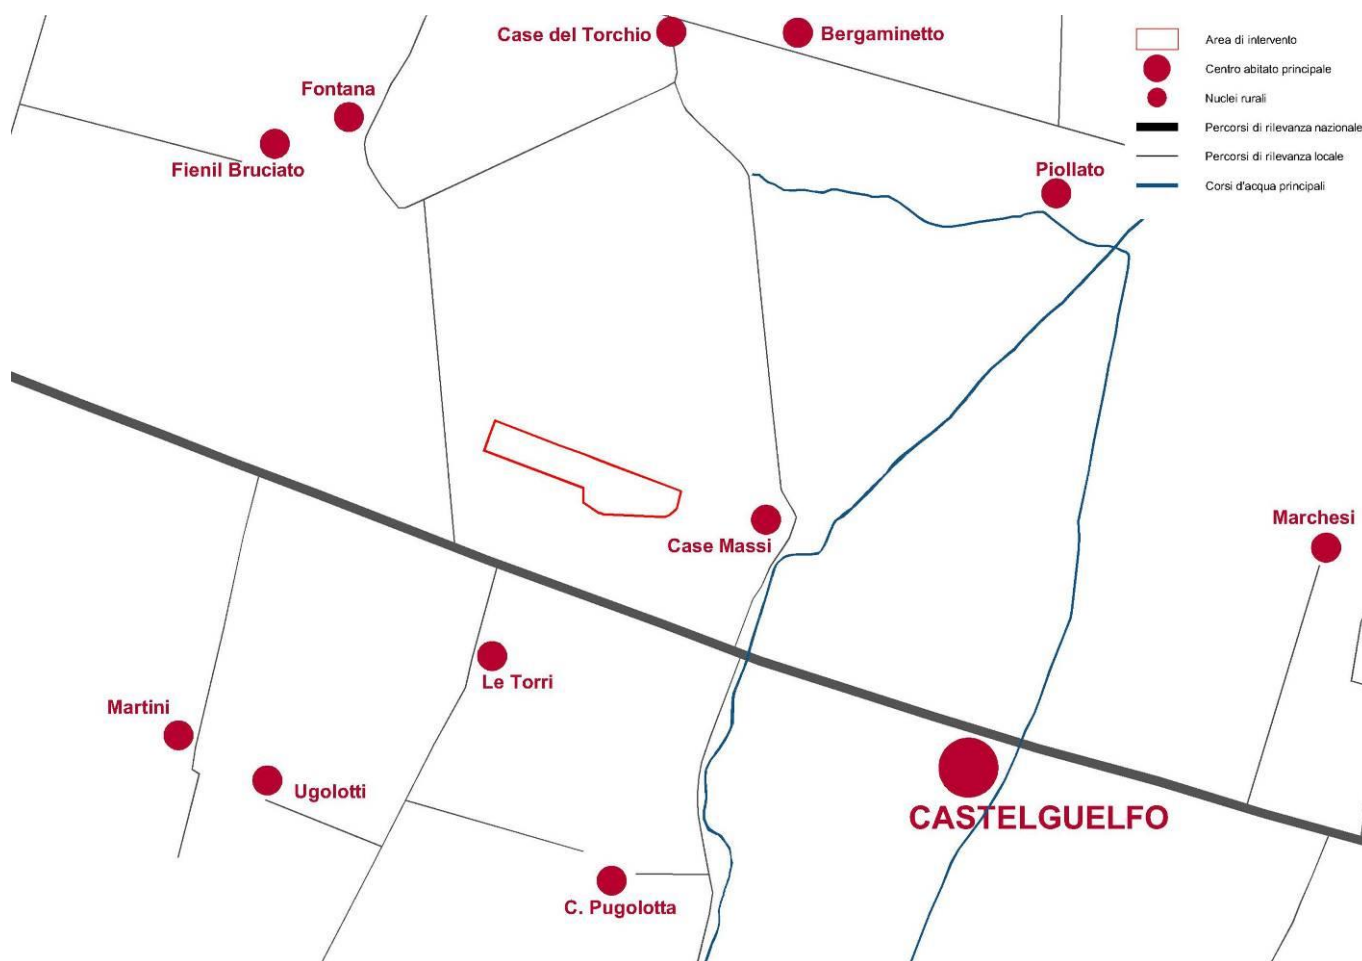 Case del Torchio
Bergaminetto
Fontana
Fienil Bruciato
Piollato
Case Massi
Marchesi
Le Torri
Martini
Ugolotti
CASTELGUELFO
C. Pugolotta
Area di intervento
Centro abitato principale
Nuclei rurali
Percorsi di rilevanza nazionale
Percorsi di rilevanza locale
Corsi d'acqua principali